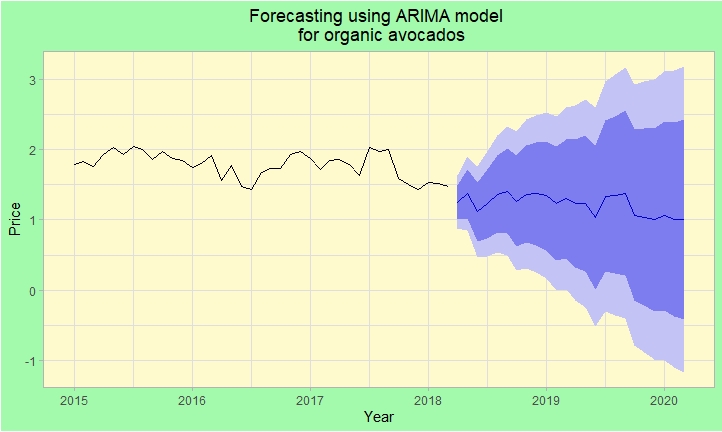 Forecasting using ARIMA model
for organic avocados
3
2
1
0
-1
Price
2015 2016 2017 2018 2019 2020
Year